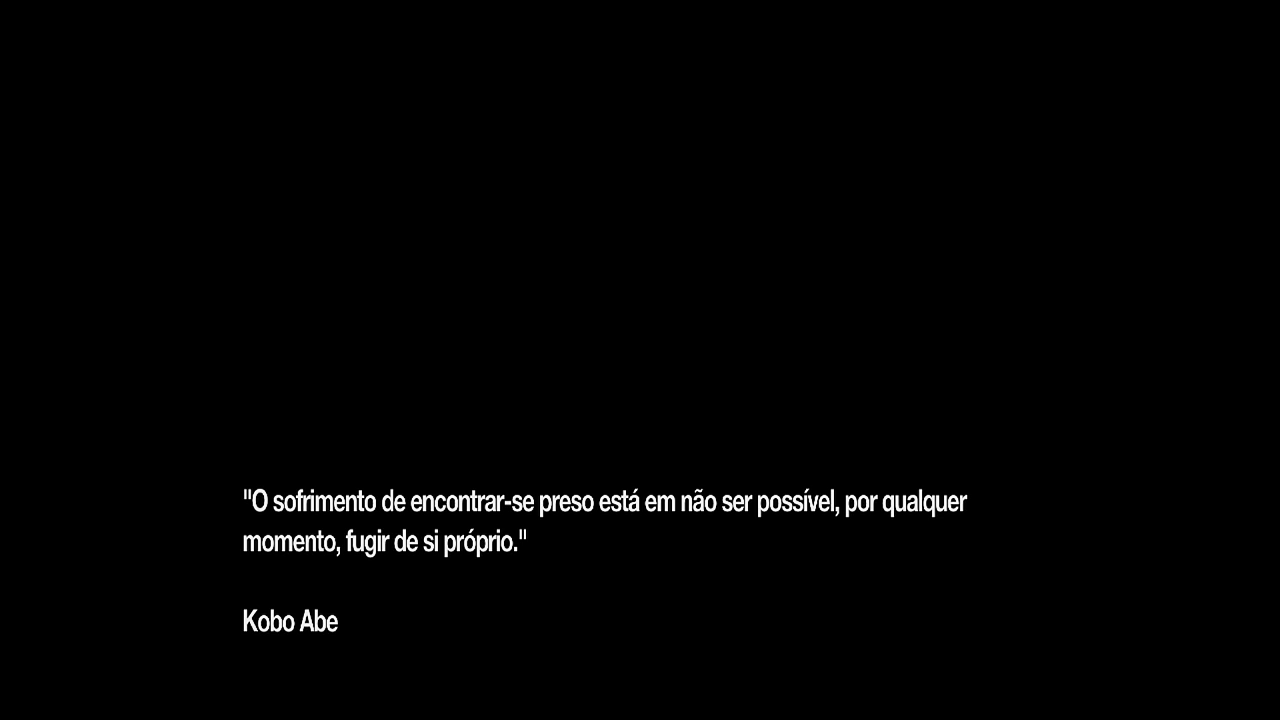 "O sofrimento de encontrar-se preso está em não ser possível, por qualquer
momento, fugir de si próprio."
Kobo Abe